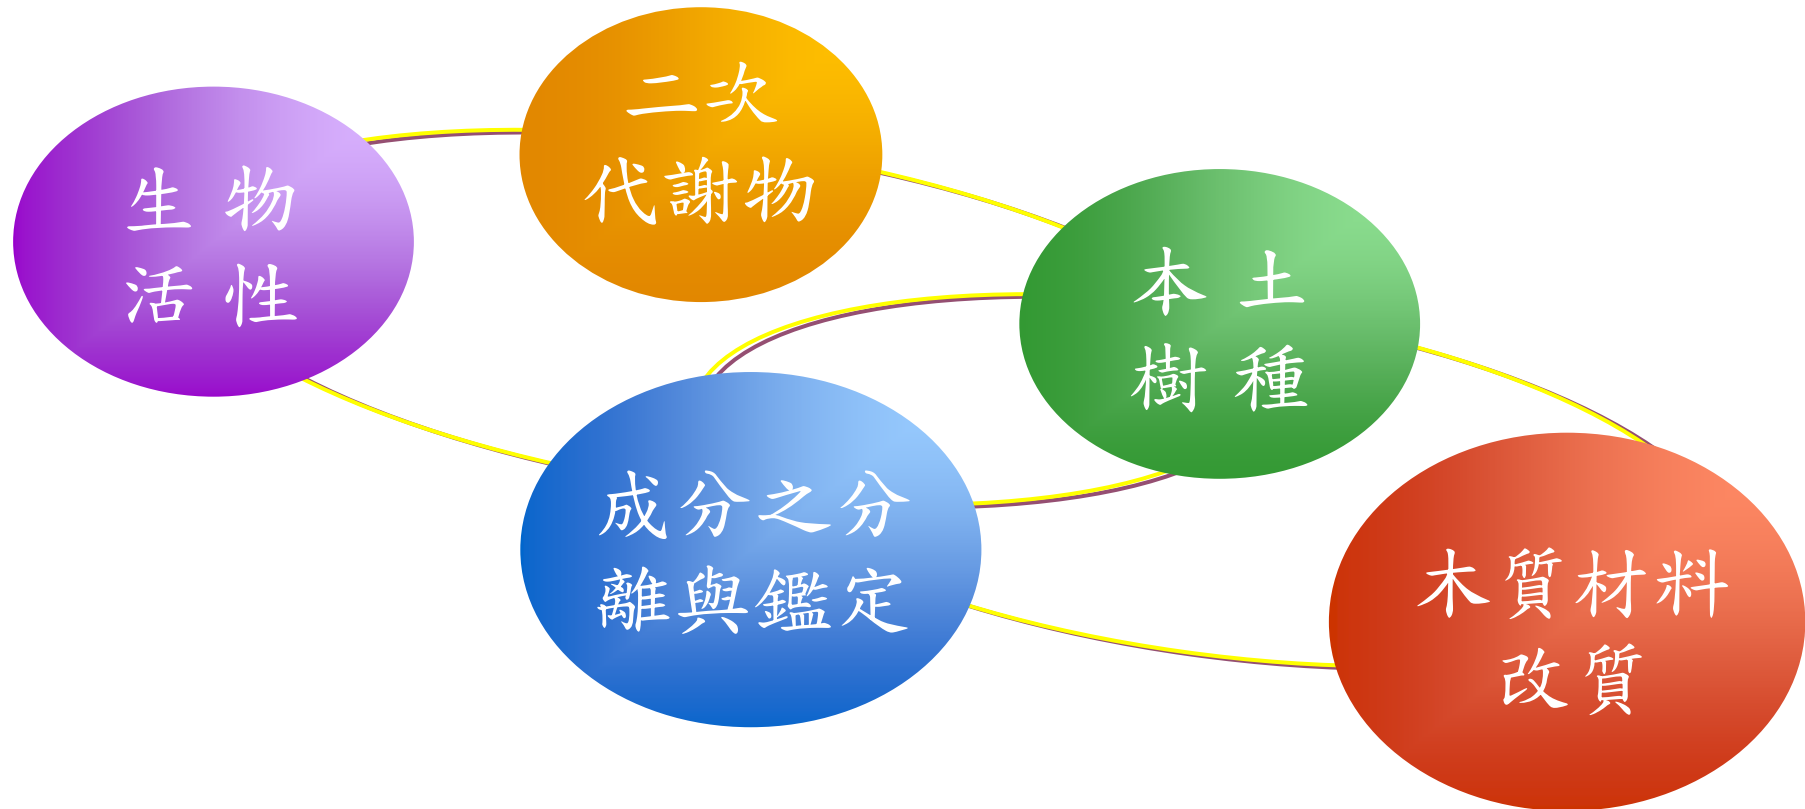 生物
活性
二次
代謝物
本土
樹種
成分之分
離與鑑定
木質材料
改質